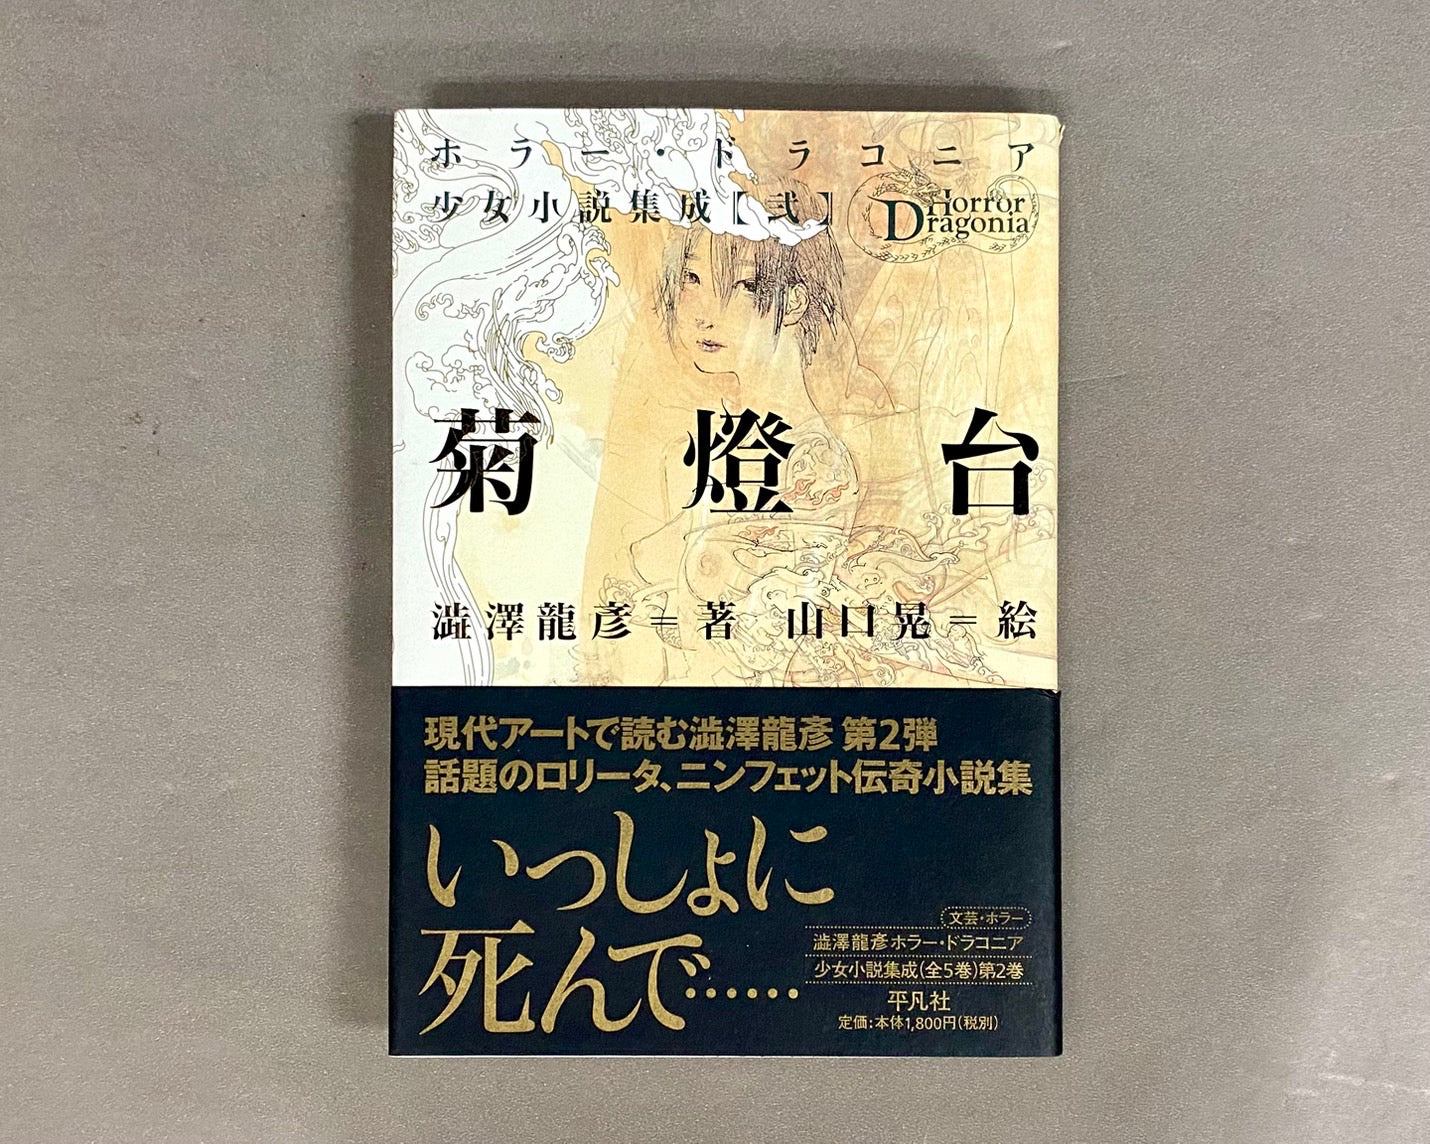 ホラー・ドラコニア
少女小説集成【弐】
Horror
Dragonia
菊燈台
澁澤龍彥＝著 山口晃＝絵
現代アートで読む澁澤龍彥 第2弾
話題のロリータ、ニンフェット伝奇小説集
いっしょに
死んで……
文芸・ホラー
澁澤龍彥ホラー・ドラコニア
少女小説集成(全5巻)第2巻
平凡社
定価:本体1,800円(税別)